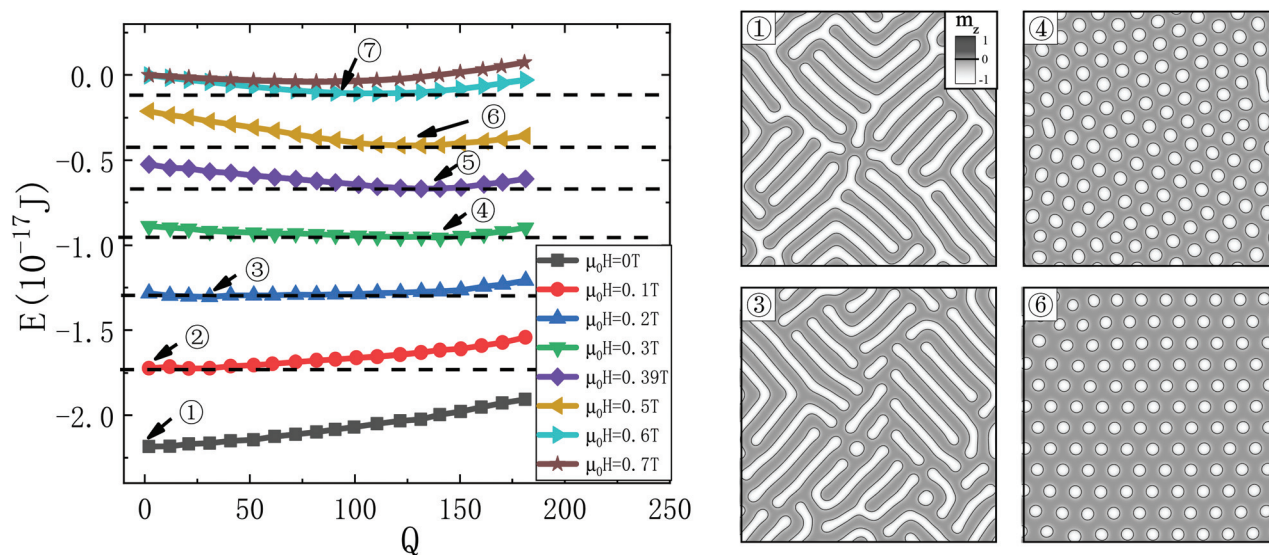 E(10⁻¹⁷J)
0.0
-0.5
-1.0
-1.5
-2.0
⑦
⑥
⑤
④
③
②
①
μ₀H=0T
μ₀H=0.1T
μ₀H=0.2T
μ₀H=0.3T
μ₀H=0.39T
μ₀H=0.5T
μ₀H=0.6T
μ₀H=0.7T
0 50 100 150 200 250
Q
①
m_z
1
0
-1
④
③
⑥